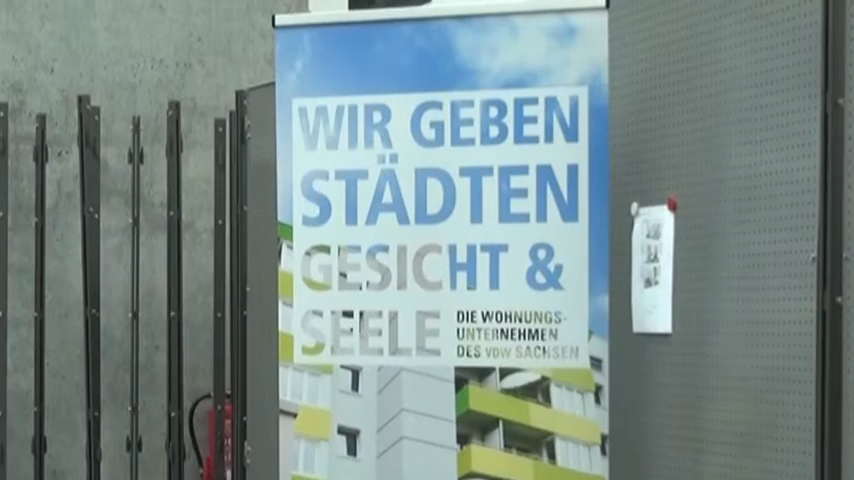 WIR GEBEN
STÄDTEN
GESICHT &
SEELE
DIE WOHNUNGS-
UNTERNEHMEN
DES vdw SACHSEN